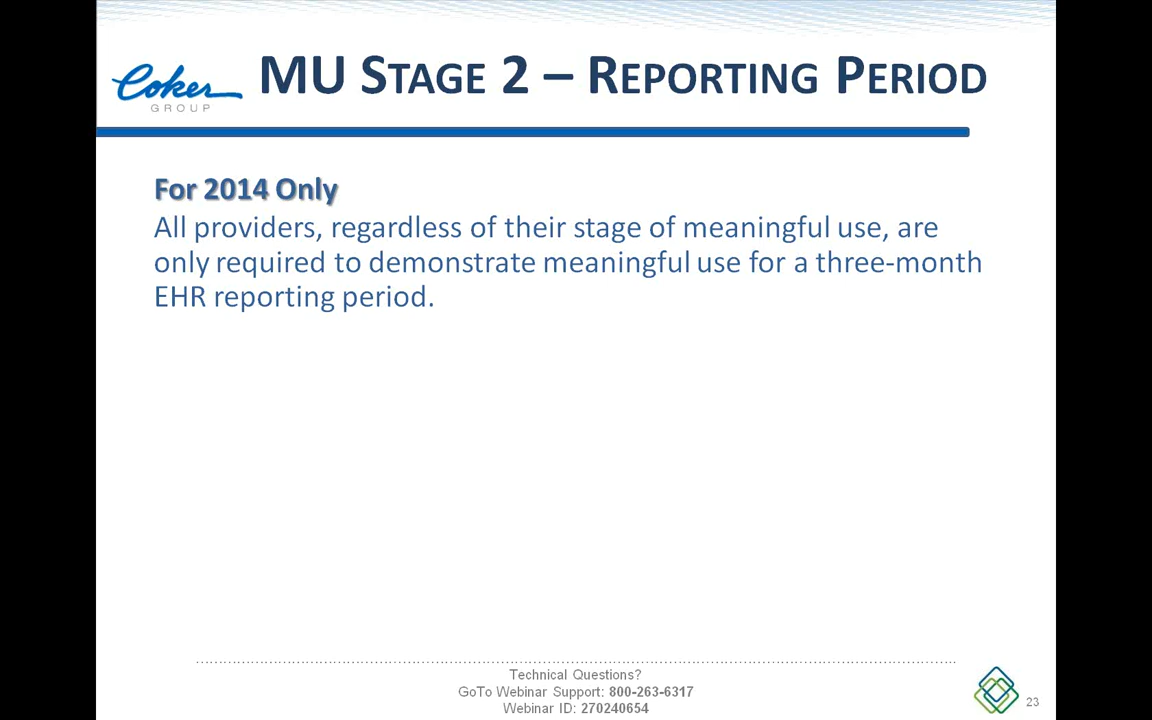 Coker
GROUP
MU STAGE 2 – REPORTING PERIOD
For 2014 Only
All providers, regardless of their stage of meaningful use, are
only required to demonstrate meaningful use for a three-month
EHR reporting period.
Technical Questions?
GoTo Webinar Support: 800-263-6317
Webinar ID: 270240654
23